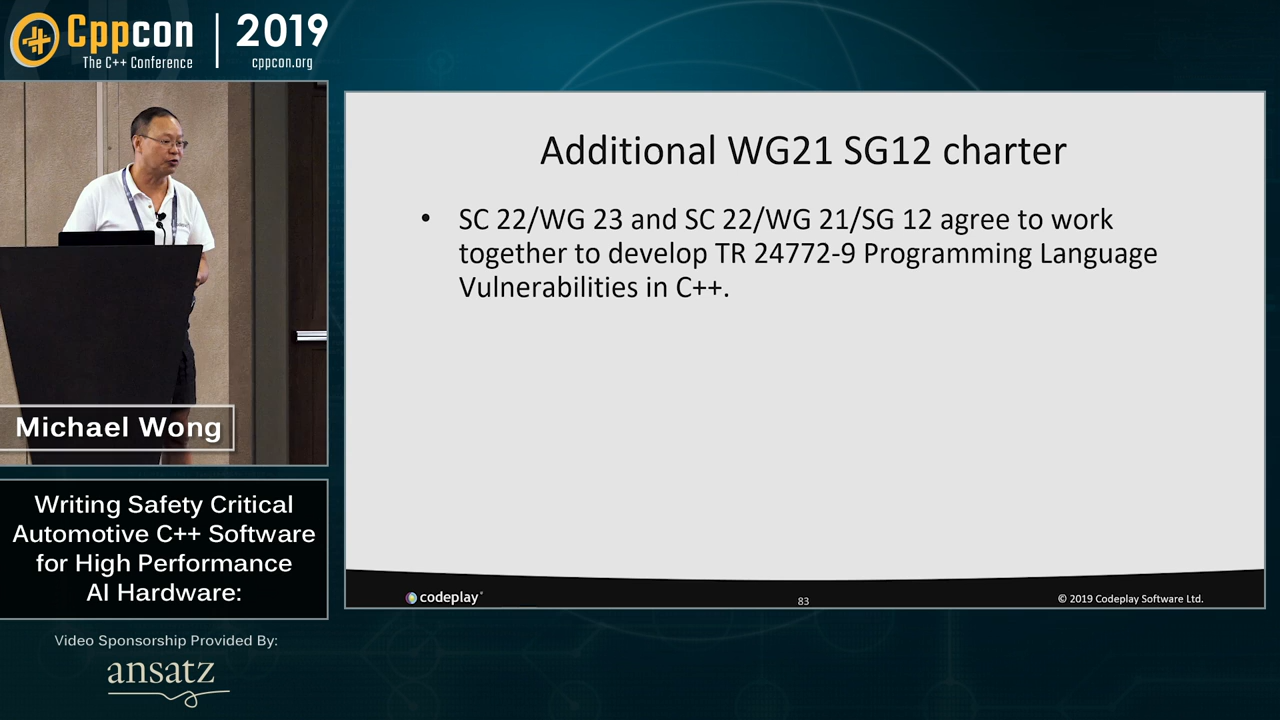 Cppcon | 2019
The C++ Conference cppcon.org
Additional WG21 SG12 charter
• SC 22/WG 23 and SC 22/WG 21/SG 12 agree to work
together to develop TR 24772-9 Programming Language
Vulnerabilities in C++.
Michael Wong
Writing Safety Critical
Automotive C++ Software
for High Performance
AI Hardware:
Video Sponsorship Provided By:
ansatz
codeplay®
83
© 2019 Codeplay Software Ltd.